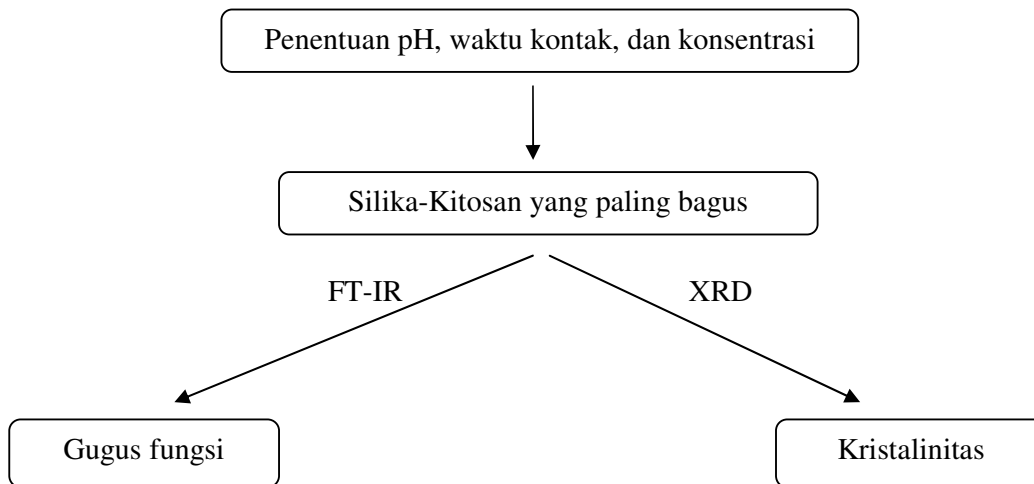 Penentuan pH, waktu kontak, dan konsentrasi
Silika-Kitosan yang paling bagus
FT-IR
XRD
Gugus fungsi
Kristalinitas